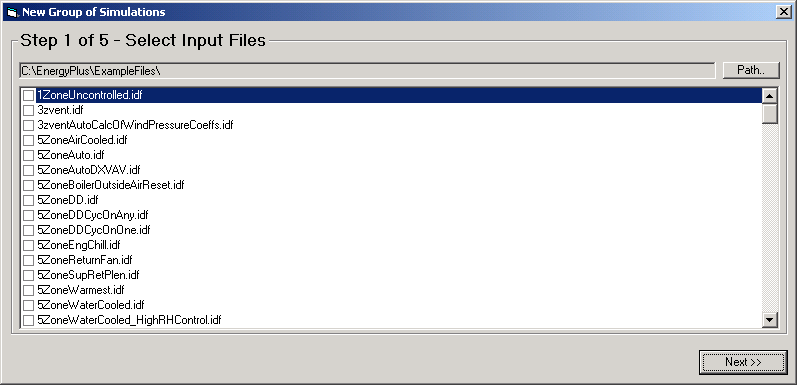 New Group of Simulations
Step 1 of 5 - Select Input Files
C:\EnergyPlus\ExampleFiles\
Path..
1ZoneUncontrolled.idf
3zvent.idf
3zventAutoCalcOfWindPressureCoeffs.idf
5ZoneAirCooled.idf
5ZoneAuto.idf
5ZoneAutoDXVAV.idf
5ZoneBoilerOutsideAirReset.idf
5ZoneDD.idf
5ZoneDDCycOnAny.idf
5ZoneDDCycOnOne.idf
5ZoneEngChill.idf
5ZoneReturnFan.idf
5ZoneSupRetPlen.idf
5ZoneWarmest.idf
5ZoneWaterCooled.idf
5ZoneWaterCooled_HighRHControl.idf
Next >>